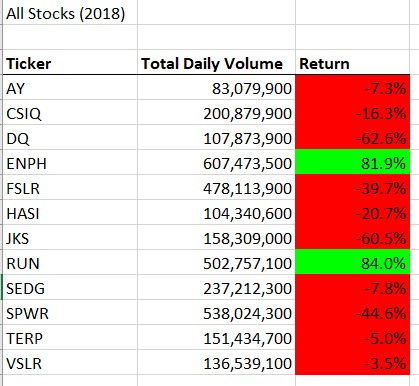 All Stocks (2018)
Ticker Total Daily Volume Return
AY 83,079,900 -7.3%
CSIQ 200,879,900 -16.3%
DQ 107,873,900 -62.6%
ENPH 607,473,500 81.9%
FSLR 478,113,900 -39.7%
HASI 104,340,600 -20.7%
JKS 158,309,000 -60.5%
RUN 502,757,100 84.0%
SEDG 237,212,300 -7.8%
SPWR 538,024,300 -44.6%
TERP 151,434,700 -5.0%
VSLR 136,539,100 -3.5%